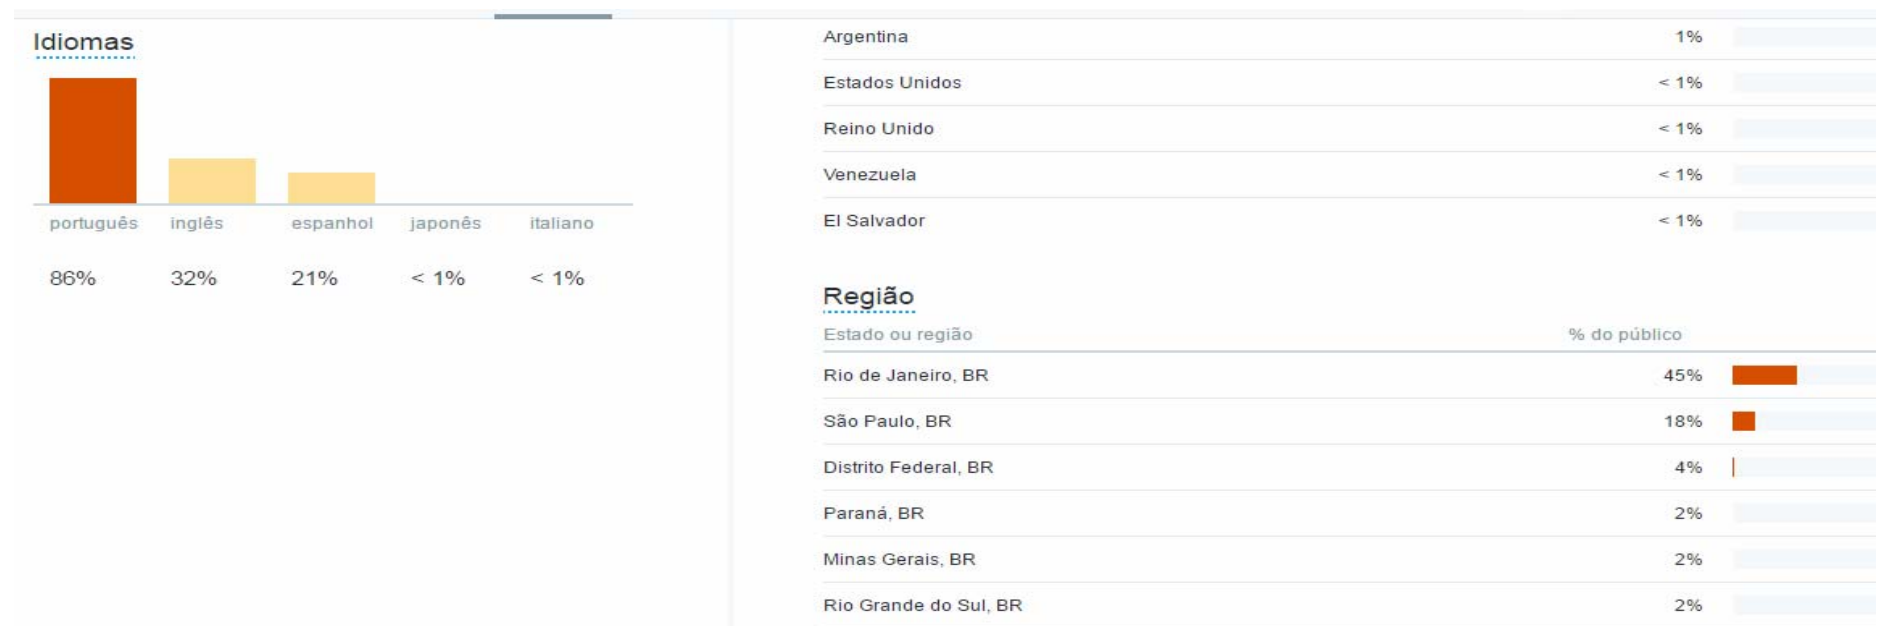 Idiomas
português inglês espanhol japonês italiano
86% 32% 21% < 1% < 1%
Argentina 1%
Estados Unidos < 1%
Reino Unido < 1%
Venezuela < 1%
El Salvador < 1%
Região
Estado ou região % do público
Rio de Janeiro, BR 45%
São Paulo, BR 18%
Distrito Federal, BR 4%
Paraná, BR 2%
Minas Gerais, BR 2%
Rio Grande do Sul, BR 2%